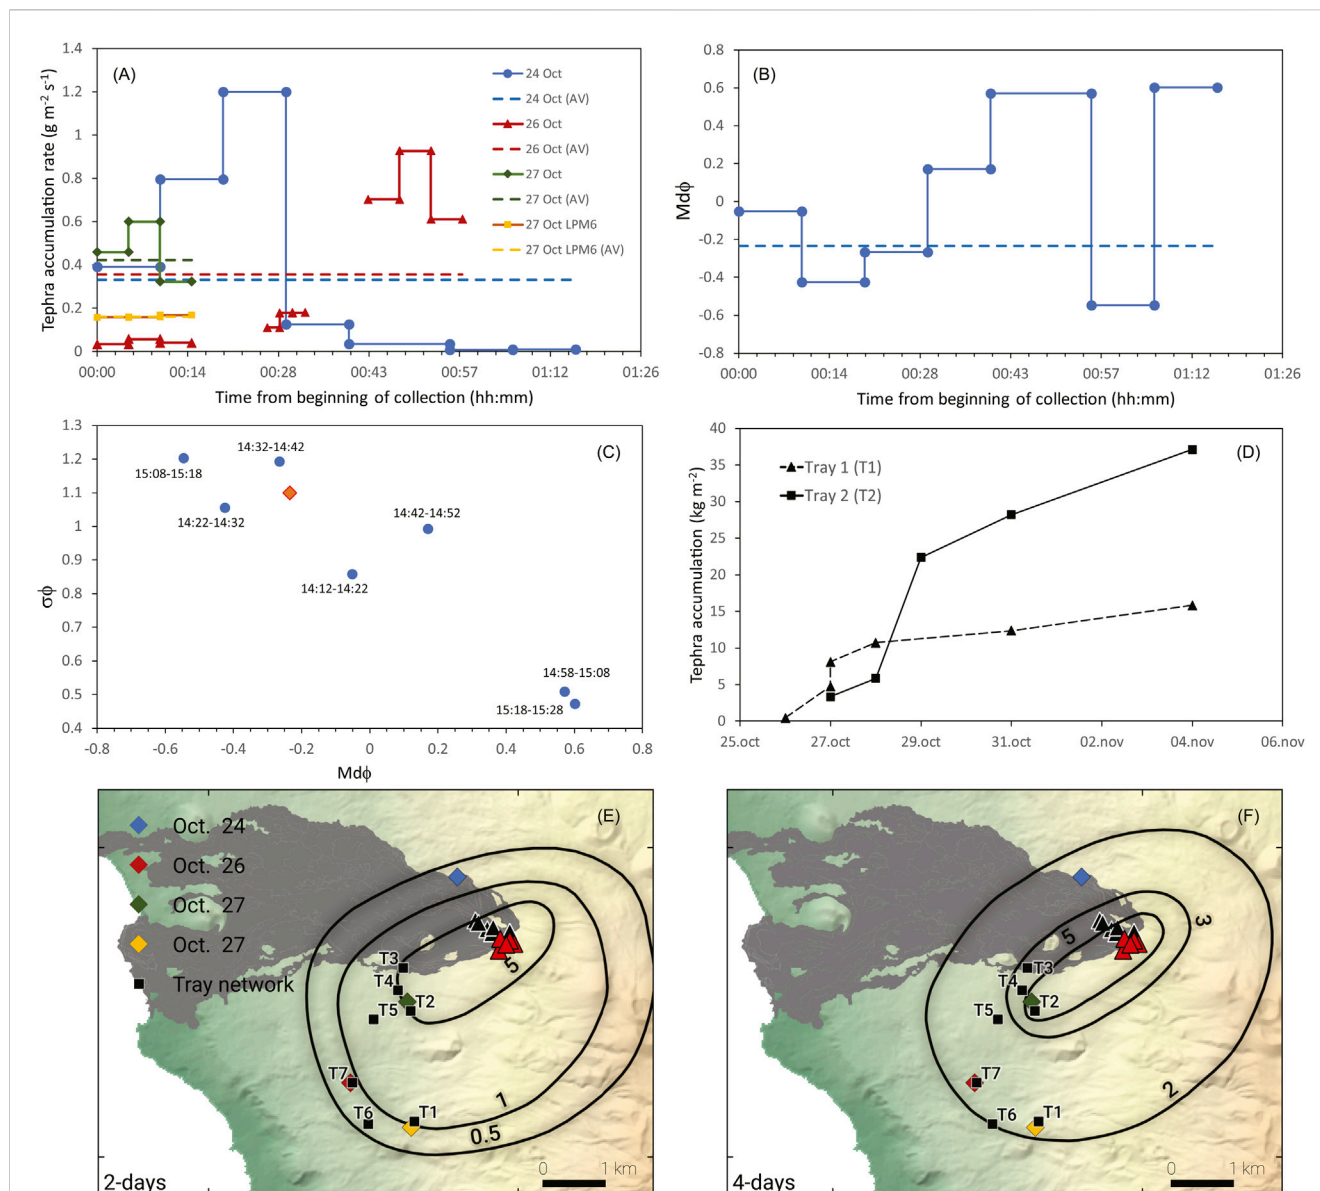 (A)
Tephra accumulation rate (g m⁻² s⁻¹)
1.4
1.2
1
0.8
0.6
0.4
0.2
0
00:00
00:14
00:28
00:43
00:57
01:12
01:26
Time from beginning of collection (hh:mm)
24 Oct
24 Oct (AV)
26 Oct
26 Oct (AV)
27 Oct
27 Oct (AV)
27 Oct LPM6
27 Oct LPM6 (AV)
(B)
Mdϕ
0.8
0.6
0.4
0.2
0
-0.2
-0.4
-0.6
-0.8
00:00
00:14
00:28
00:43
00:57
01:12
01:26
Time from beginning of collection (hh:mm)
(C)
σϕ
1.3
1.2
1.1
1
0.9
0.8
0.7
0.6
0.5
0.4
14:32-14:42
15:08-15:18
14:22-14:32
14:42-14:52
14:12-14:22
14:58-15:08
15:18-15:28
-0.8
-0.6
-0.4
-0.2
0
0.2
0.4
0.6
0.8
Mdϕ
(D)
Tephra accumulation (kg m⁻²)
40
35
30
25
20
15
10
5
0
Tray 1 (T1)
Tray 2 (T2)
25.oct
27.oct
29.oct
31.oct
02.nov
04.nov
06.nov
(E)
Oct. 24
Oct. 26
Oct. 27
Oct. 27
Tray network
T3
T4
T2
T5
T7
T6
T1
5
1
0.5
0 1 km
2-days
(F)
3
5
T3
T4
T2
T5
T7
T6
T1
2
0 1 km
4-days